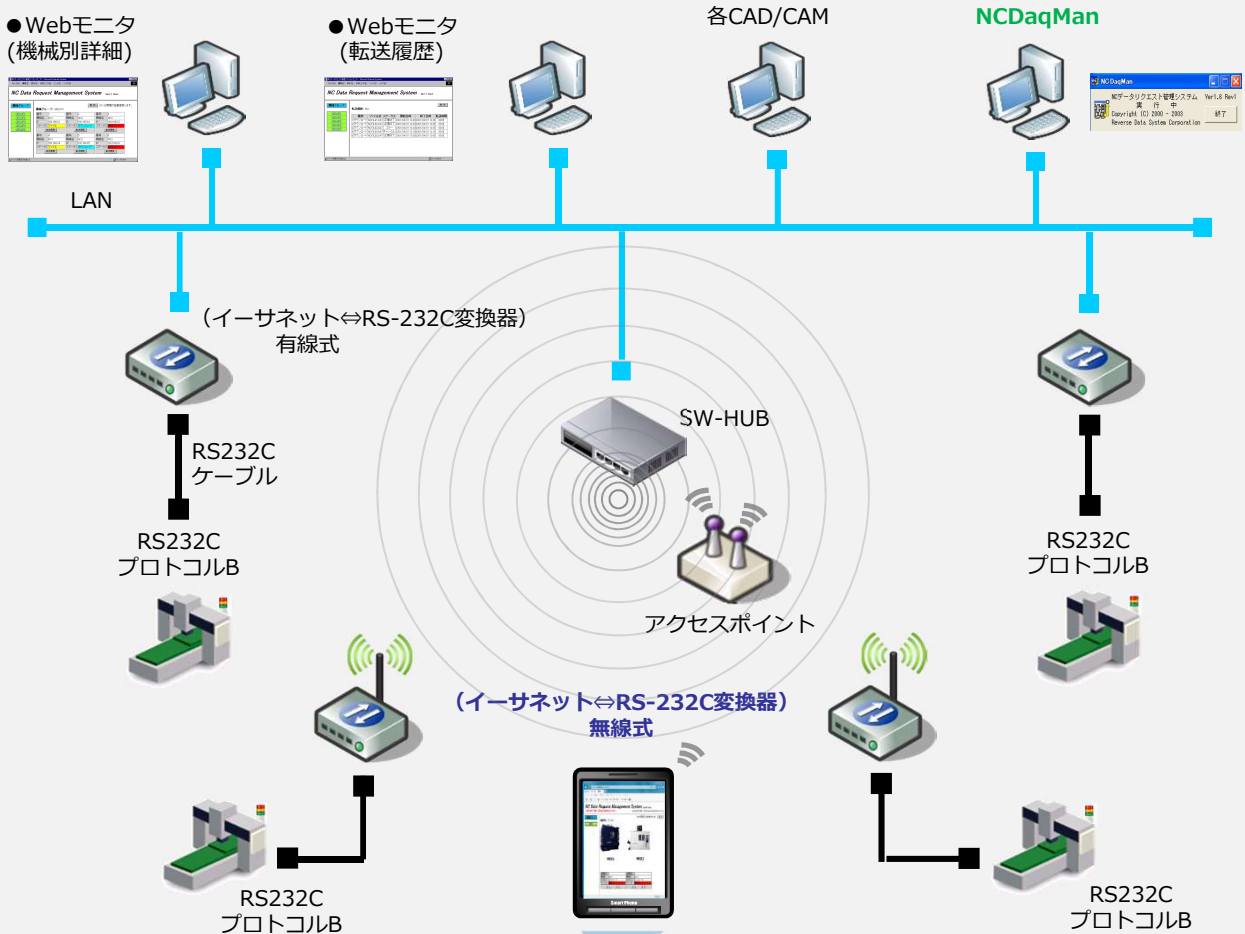 ●Webモニタ
(機械別詳細)
●Webモニタ
(転送履歴)
各CAD/CAM
NCDaqMan
NC Data Request Management System
NC Data Request Management System
NCDaqMan
NCデータリクエスト管理システム Ver1.6 Rev1
実 行 中
Copyright (C) 2000 - 2003
終了
Reverse Data System Corporation
LAN
（イーサネット⇔RS-232C変換器）
有線式
SW-HUB
RS232C
ケーブル
RS232C
プロトコルB
RS232C
プロトコルB
アクセスポイント
（イーサネット⇔RS-232C変換器）
無線式
NC Data Request Management System
Smart Phone
RS232C
プロトコルB
RS232C
プロトコルB